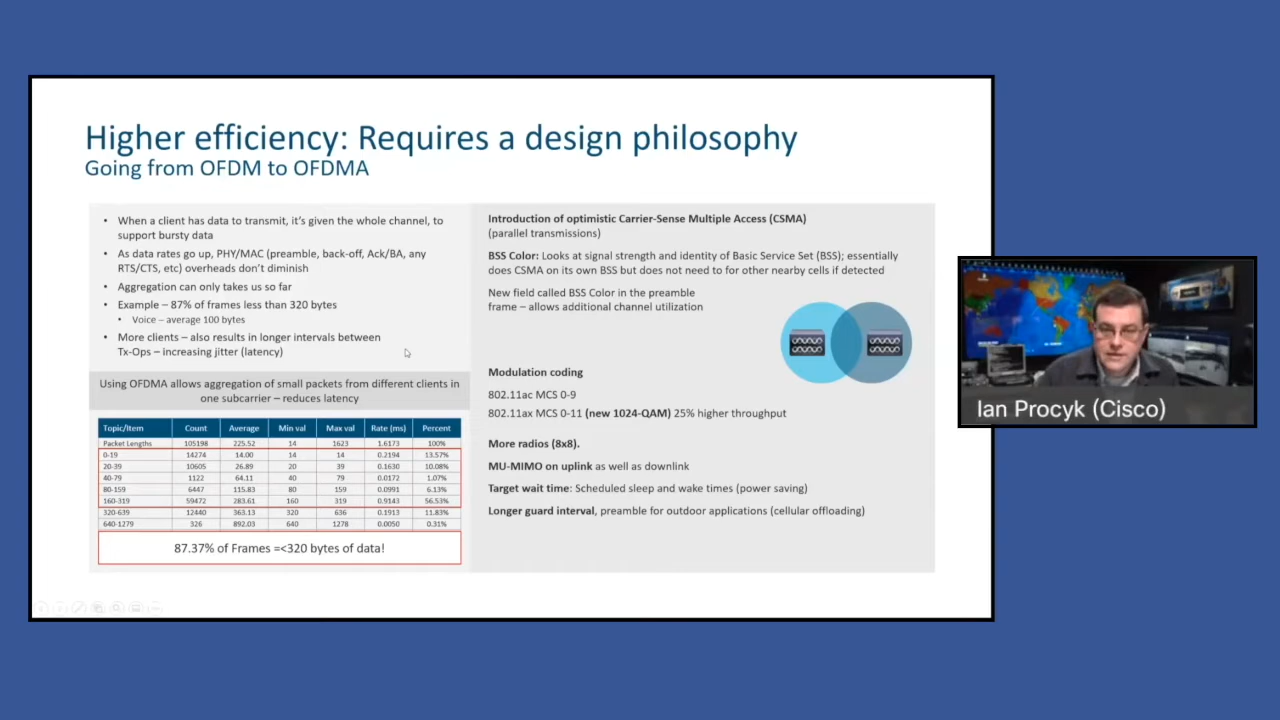 Higher efficiency: Requires a design philosophy
Going from OFDM to OFDMA
• When a client has data to transmit, it's given the whole channel, to
support bursty data
• As data rates go up, PHY/MAC (preamble, back-off, Ack/BA, any
RTS/CTS, etc) overheads don't diminish
• Aggregation can only takes us so far
• Example – 87% of frames less than 320 bytes
• Voice – average 100 bytes
• More clients – also results in longer intervals between
Tx-Ops – increasing jitter (latency)
Using OFDMA allows aggregation of small packets from different clients in
one subcarrier – reduces latency
Topic/Item Count Average Min val Max val Rate (ms) Percent
Packet Lengths 105198 225.52 14 1623 1.6173 100%
0-19 14274 14.00 14 14 0.2194 13.57%
20-39 10605 26.89 20 39 0.1630 10.08%
40-79 1122 64.11 40 79 0.0172 1.07%
80-159 6447 115.83 80 159 0.0991 6.13%
160-319 59472 283.61 160 319 0.9143 56.53%
320-639 12440 363.13 320 636 0.1913 11.83%
640-1279 326 892.03 640 1278 0.0050 0.31%
87.37% of Frames =<320 bytes of data!
Introduction of optimistic Carrier-Sense Multiple Access (CSMA)
(parallel transmissions)
BSS Color: Looks at signal strength and identity of Basic Service Set (BSS); essentially
does CSMA on its own BSS but does not need to for other nearby cells if detected
New field called BSS Color in the preamble
frame – allows additional channel utilization
Modulation coding
802.11ac MCS 0-9
802.11ax MCS 0-11 (new 1024-QAM) 25% higher throughput
More radios (8x8).
MU-MIMO on uplink as well as downlink
Target wait time: Scheduled sleep and wake times (power saving)
Longer guard interval, preamble for outdoor applications (cellular offloading)
Ian Procyk (Cisco)